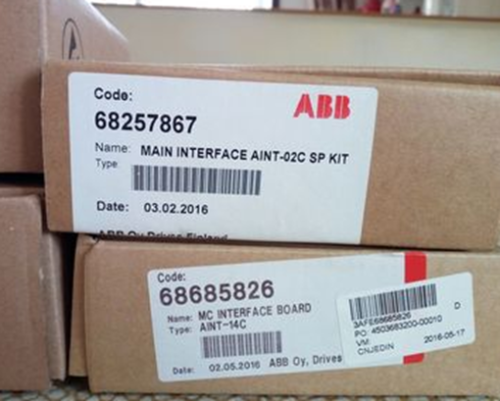 Code:
ABB
68257867
Name: MAIN INTERFACE AINT-02C SP KIT
Type:
Date: 03.02.2016
ABB Oy, Drives Finland
Code:
68685826
Name: MC INTERFACE BOARD
Type: AINT-14C
02.05.2016 ABB Oy, Drives
3AFE68685826 D
PO: 4503683200-00010
VM:
CNJEDIN 2016-05-17